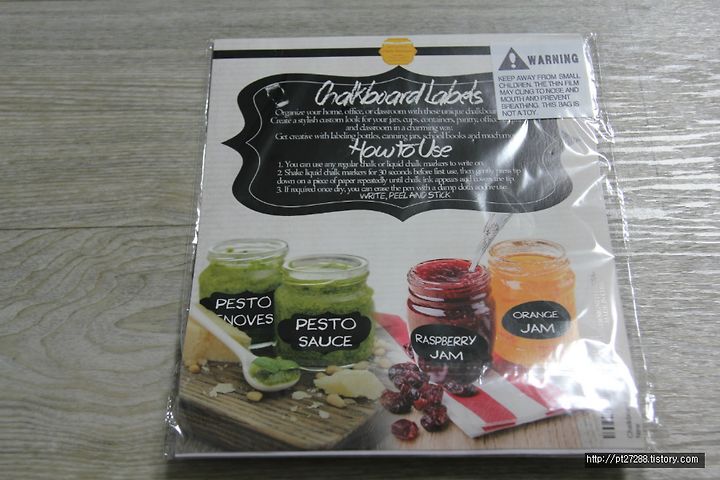 WARNING
KEEP AWAY FROM SMALL
CHILDREN. THE THIN FILM
MAY CLING TO NOSE AND
MOUTH AND PREVENT
BREATHING. THIS BAG IS
NOT A TOY.
Chalkboard Labels
Organize your home, office, or classroom with these unique
Create a stylish custom look for your jars, cups, containers, pantry,
and classroom in a charming way.
Get creative with labeling bottles, canning jars, school books and much more
How to Use
1. You can use any regular chalk or liquid chalk markers to write on.
2. Shake liquid chalk markers for 30 seconds before first use, then gently press tip
down on a piece of paper repeatedly until chalk ink appears and covers the tip.
3. If required once dry, you can erase the pen with a damp cloth and re use.
WRITE, PEEL AND STICK
PESTO
PESTO
SAUCE
RASPBERRY
JAM
ORANGE
JAM
http://pt27288.tistory.com